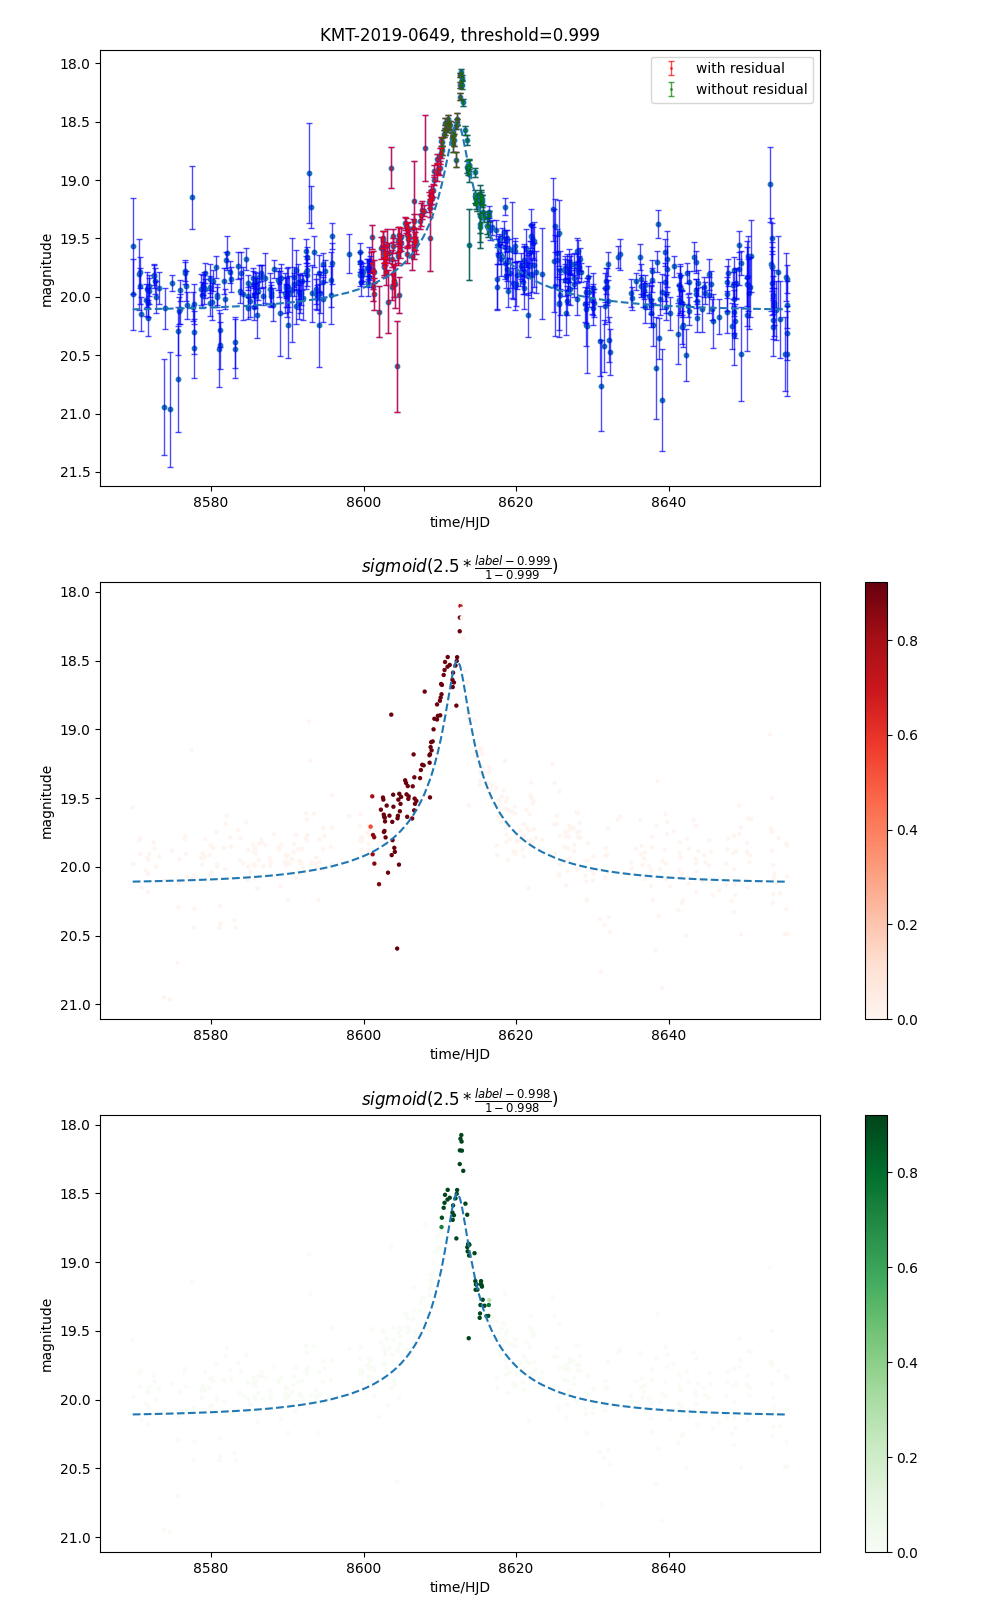 KMT-2019-0649, threshold=0.999
with residual
without residual
18.0
18.5
19.0
19.5
20.0
20.5
21.0
21.5
magnitude
8580 8600 8620 8640
time/HJD
sigmoid(2.5 * \frac{label − 0.999}{1 − 0.999})
18.0
18.5
19.0
19.5
20.0
20.5
21.0
magnitude
8580 8600 8620 8640
time/HJD
0.8
0.6
0.4
0.2
0.0
sigmoid(2.5 * \frac{label − 0.998}{1 − 0.998})
18.0
18.5
19.0
19.5
20.0
20.5
21.0
magnitude
8580 8600 8620 8640
time/HJD
0.8
0.6
0.4
0.2
0.0